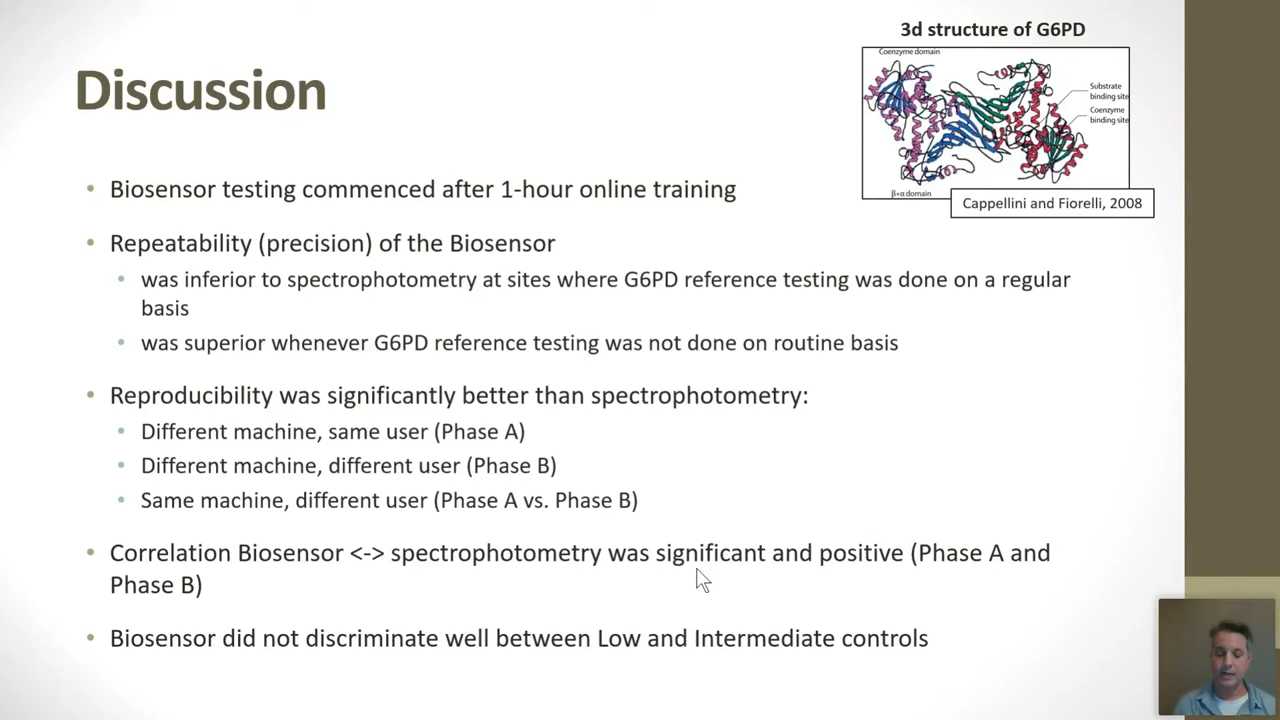 3d structure of G6PD
Coenzyme domain
Substrate
binding site
Coenzyme
binding site
β+α domain
Cappellini and Fiorelli, 2008
Discussion
• Biosensor testing commenced after 1-hour online training
• Repeatability (precision) of the Biosensor
• was inferior to spectrophotometry at sites where G6PD reference testing was done on a regular
basis
• was superior whenever G6PD reference testing was not done on routine basis
• Reproducibility was significantly better than spectrophotometry:
• Different machine, same user (Phase A)
• Different machine, different user (Phase B)
• Same machine, different user (Phase A vs. Phase B)
• Correlation Biosensor <-> spectrophotometry was significant and positive (Phase A and
Phase B)
• Biosensor did not discriminate well between Low and Intermediate controls